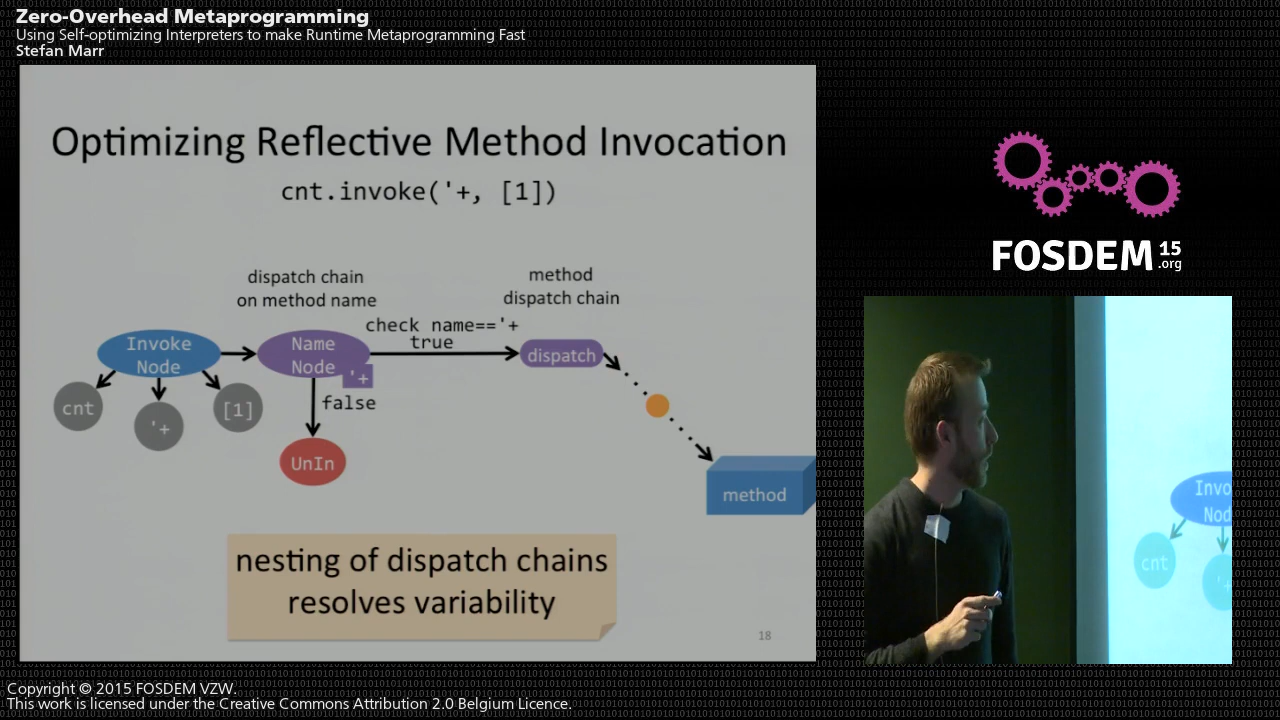 Zero-Overhead Metaprogramming
Using Self-optimizing Interpreters to make Runtime Metaprogramming Fast
Stefan Marr
Optimizing Reflective Method Invocation
cnt.invoke('+, [1])
dispatch chain
on method name
method
dispatch chain
check name=='+
true
Invoke
Node
Name
Node
'+
dispatch
cnt
'+
[1]
false
UnIn
method
nesting of dispatch chains
resolves variability
18
FOSDEM 15
.org
Invo
Nod
cnt
'+
Copyright © 2015 FOSDEM VZW.
This work is licensed under the Creative Commons Attribution 2.0 Belgium Licence.